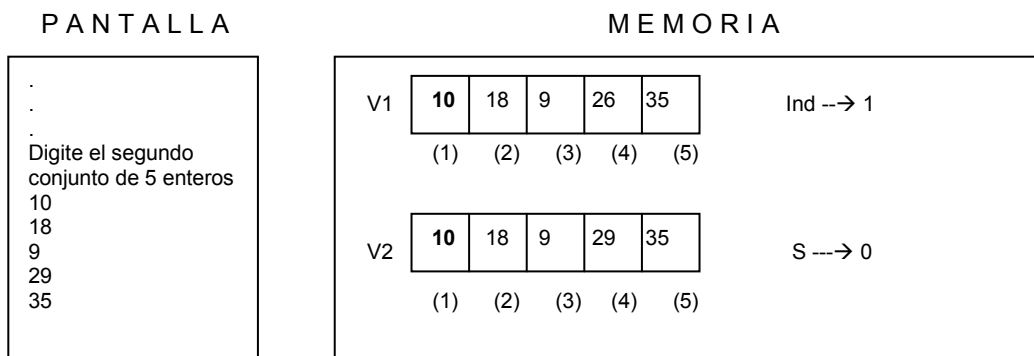 P A N T A L L A
M E M O R I A
.
.
.
Digite el segundo
conjunto de 5 enteros
10
18
9
29
35
V1 10 18 9 26 35 Ind --→ 1
(1) (2) (3) (4) (5)
V2 10 18 9 29 35 S ---→ 0
(1) (2) (3) (4) (5)